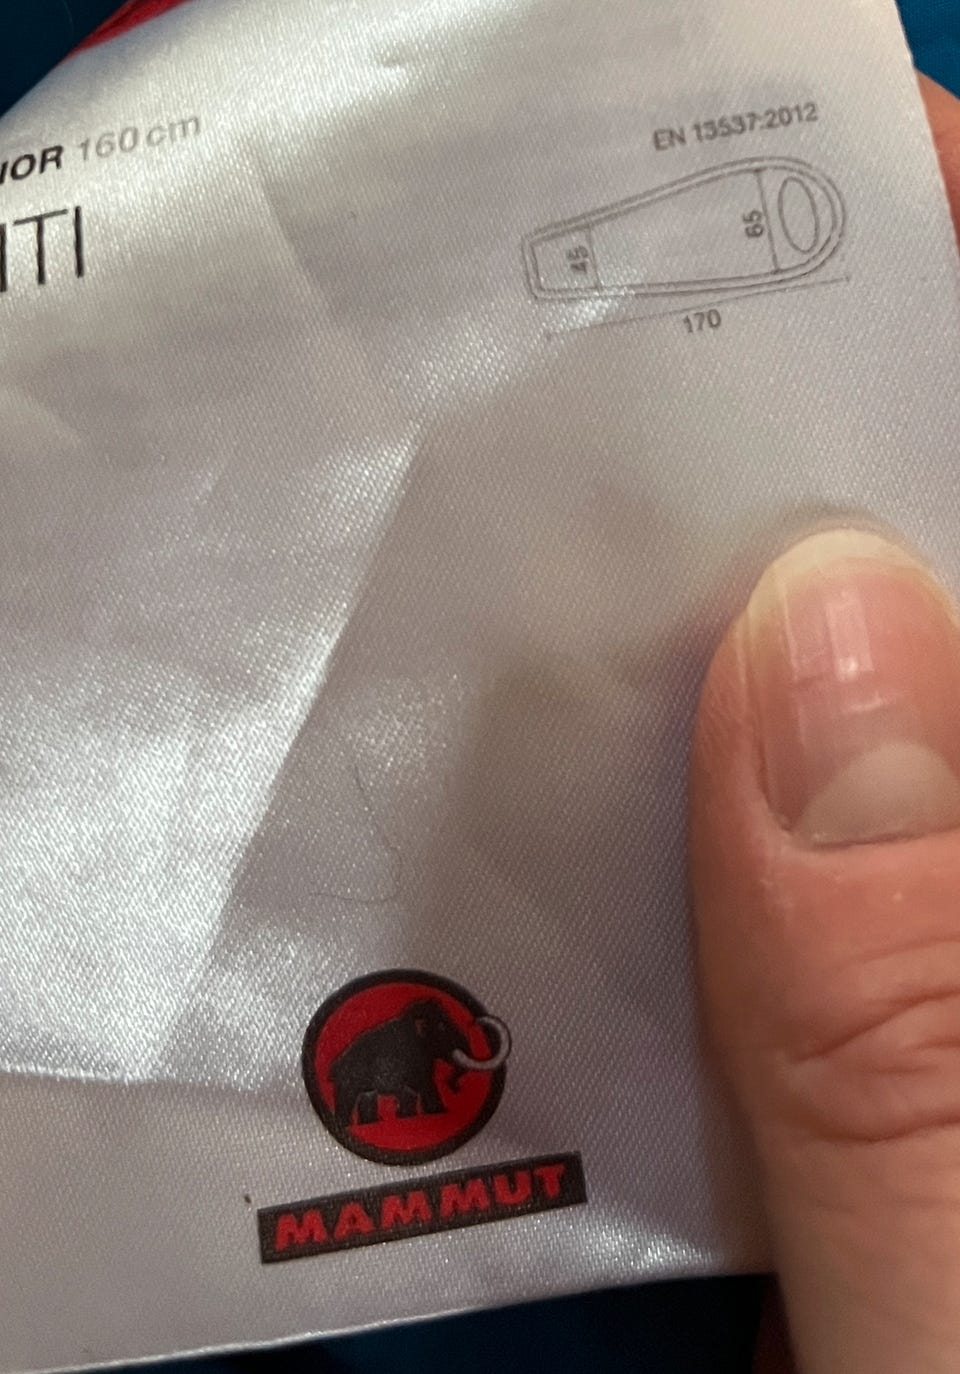 IOR 160 cm
ITI
EN 13537:2012
45
65
170
MAMMUT